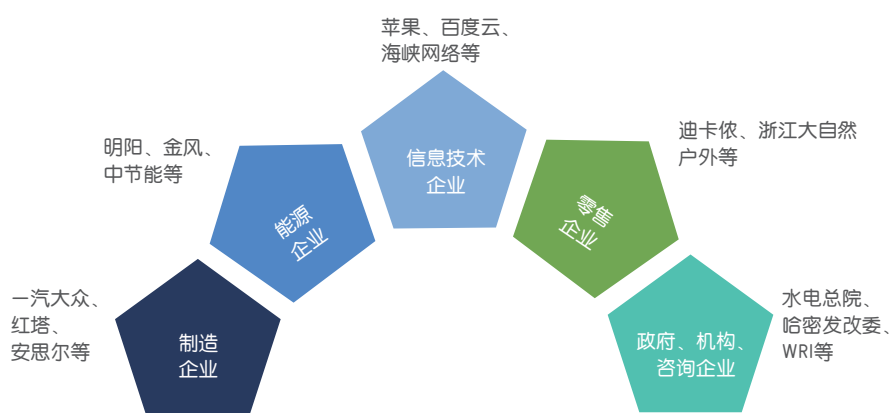 苹果、百度云、
海峡网络等
信息技术
企业
明阳、金风、
中节能等
能源
企业
迪卡侬、浙江大自然
户外等
零售
企业
一汽大众、
红塔、
安思尔等
制造
企业
水电总院、
哈密发改委、
WRI等
政府、机构、
咨询企业